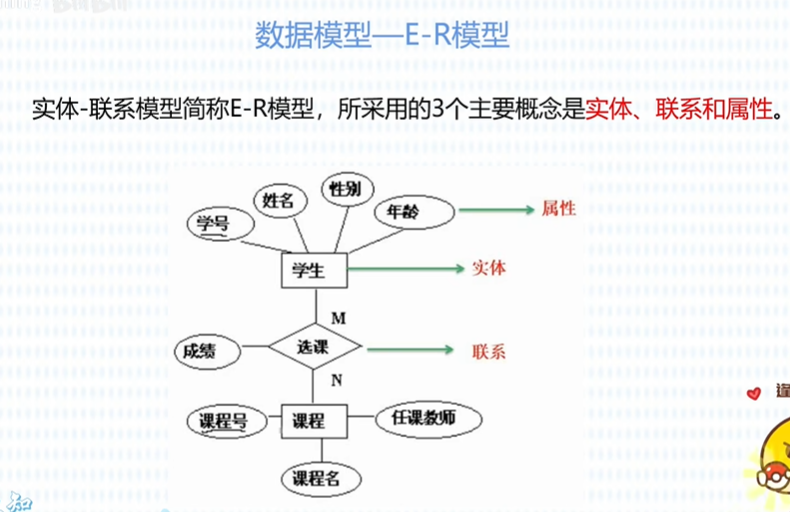 数据模型—E-R模型
实体-联系模型简称E-R模型，所采用的3个主要概念是实体、联系和属性。
学号
姓名
性别
年龄
属性
学生
实体
M
成绩
选课
联系
N
课程号
课程
任课教师
课程名
知